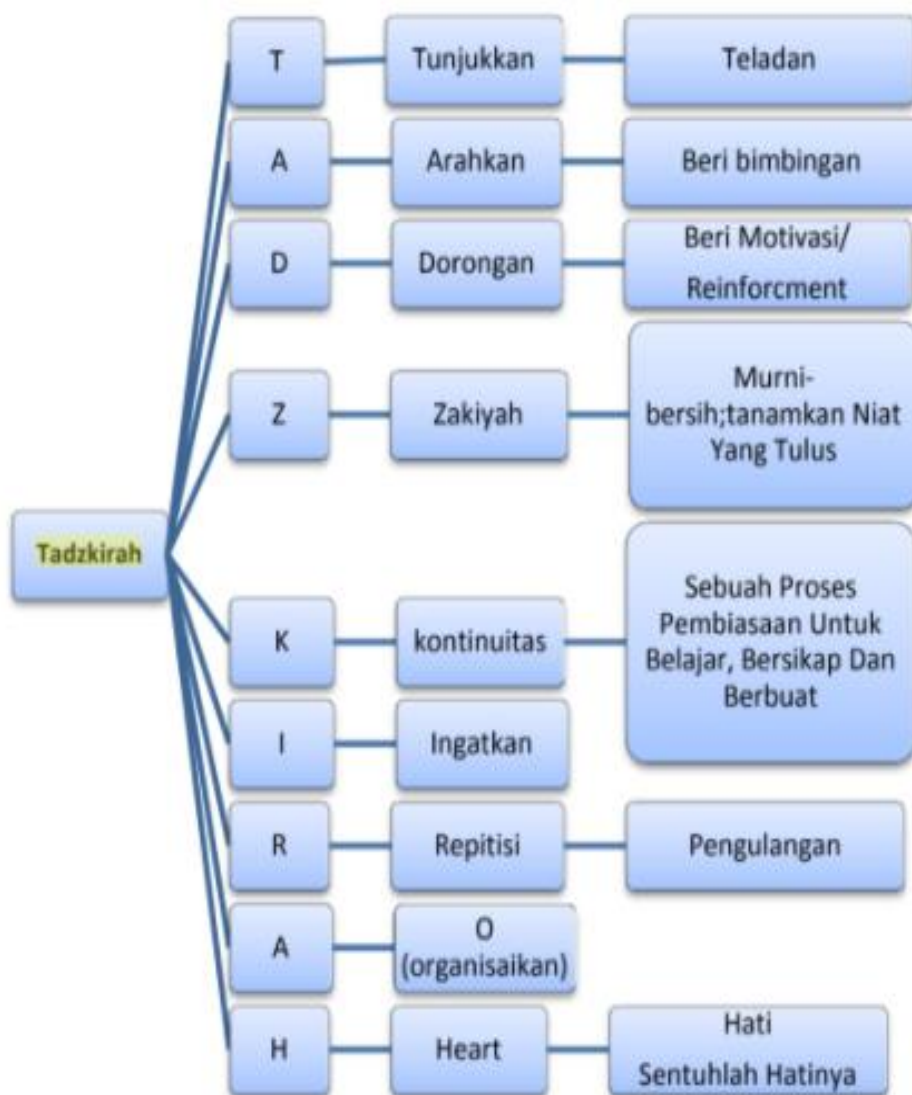 T
Tunjukkan
Teladan
A
Arahkan
Beri bimbingan
D
Dorongan
Beri Motivasi/
Reinforcment
Z
Zakiyah
Murni-
bersih;tanamkan Niat
Yang Tulus
Tadzkirah
K
kontinuitas
Sebuah Proses
Pembiasaan Untuk
Belajar, Bersikap Dan
Berbuat
I
Ingatkan
R
Repitisi
Pengulangan
A
O
(organisaikan)
H
Heart
Hati
Sentuhlah Hatinya